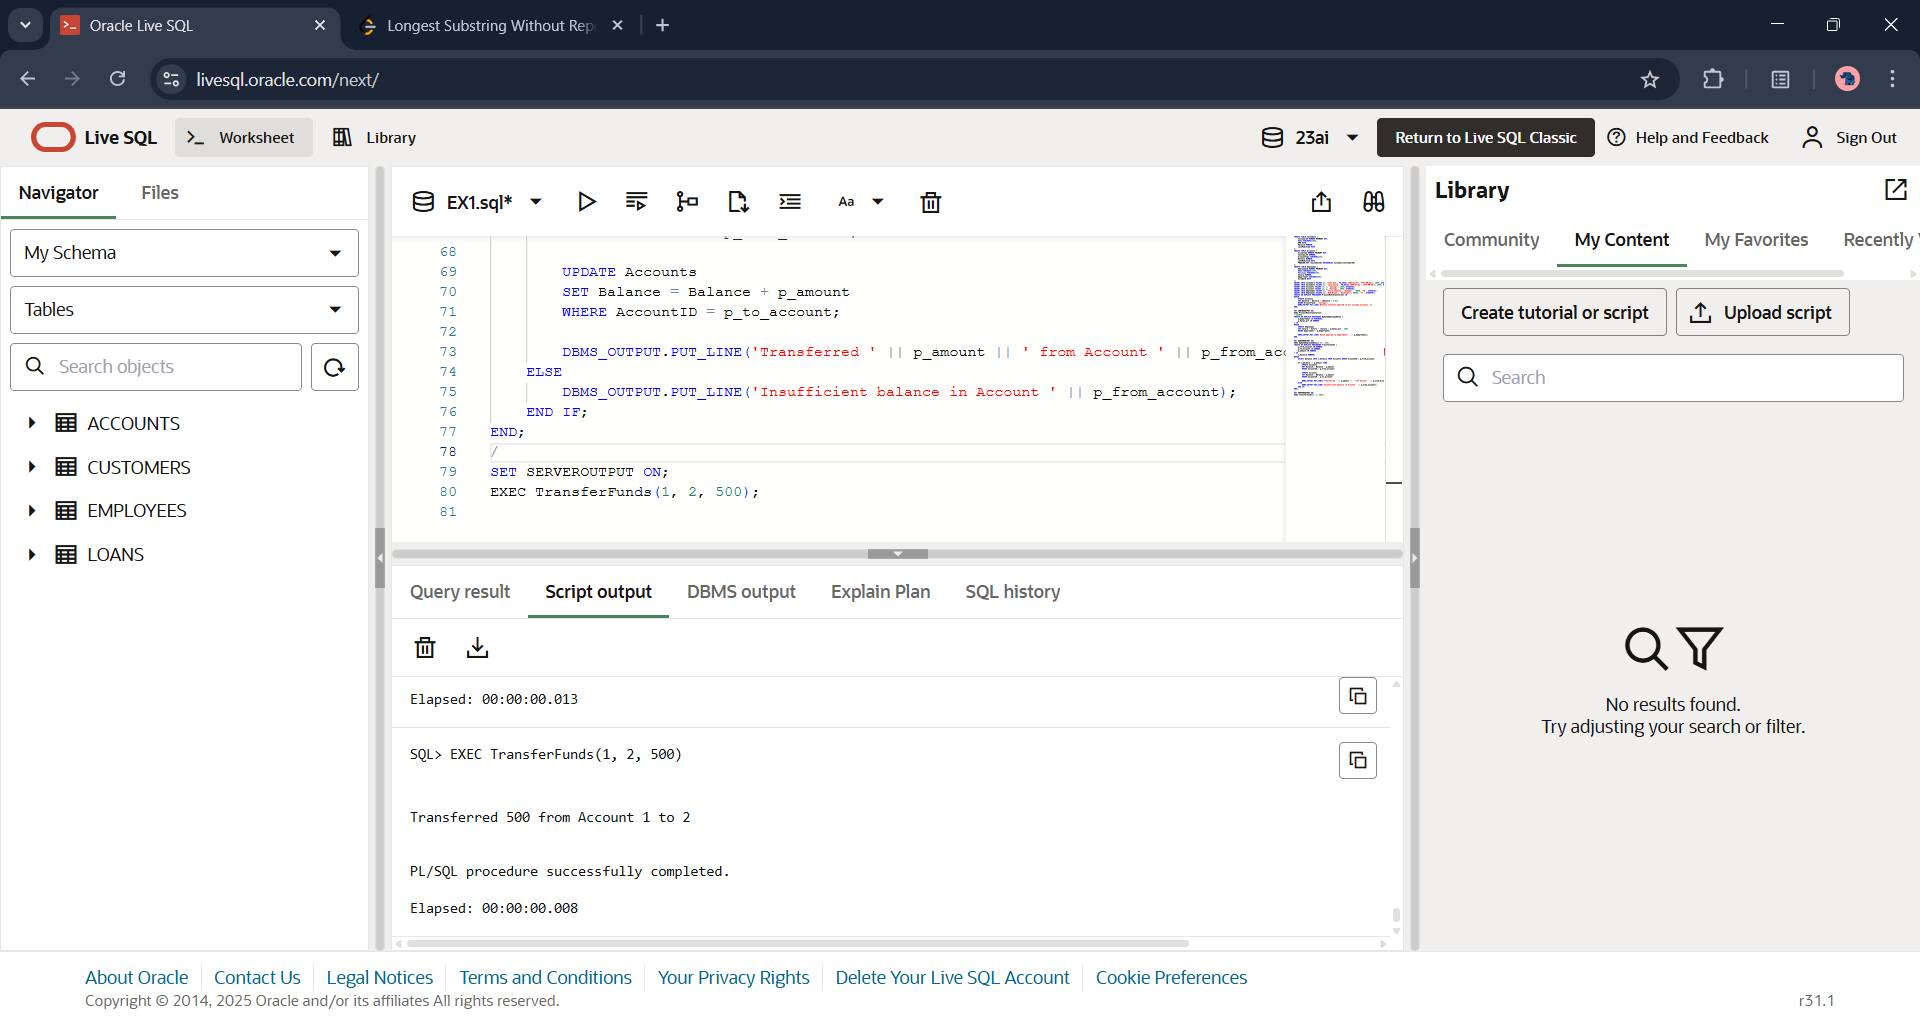 Oracle Live SQL
Longest Substring Without Rep
livesql.oracle.com/next/
Live SQL
Worksheet
Library
23ai
Return to Live SQL Classic
Help and Feedback
Sign Out
Navigator
Files
My Schema
Tables
Search objects
ACCOUNTS
CUSTOMERS
EMPLOYEES
LOANS
EX1.sql*
Aa
68
69 UPDATE Accounts
70 SET Balance = Balance + p_amount
71 WHERE AccountID = p_to_account;
72
73 DBMS_OUTPUT.PUT_LINE('Transferred ' || p_amount || ' from Account ' || p_from_acc
74 ELSE
75 DBMS_OUTPUT.PUT_LINE('Insufficient balance in Account ' || p_from_account);
76 END IF;
77 END;
78 /
79 SET SERVEROUTPUT ON;
80 EXEC TransferFunds(1, 2, 500);
81
Query result
Script output
DBMS output
Explain Plan
SQL history
Elapsed: 00:00:00.013
SQL> EXEC TransferFunds(1, 2, 500)
Transferred 500 from Account 1 to 2
PL/SQL procedure successfully completed.
Elapsed: 00:00:00.008
Library
Community
My Content
My Favorites
Recently
Create tutorial or script
Upload script
Search
No results found.
Try adjusting your search or filter.
About Oracle
Contact Us
Legal Notices
Terms and Conditions
Your Privacy Rights
Delete Your Live SQL Account
Cookie Preferences
Copyright © 2014, 2025 Oracle and/or its affiliates All rights reserved.
r31.1